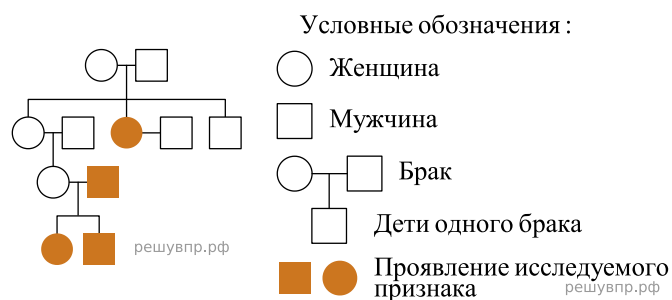 Условные обозначения :
Женщина
Мужчина
Брак
Дети одного брака
Проявление исследуемого
признака
решувпр.рф
решувпр.рф